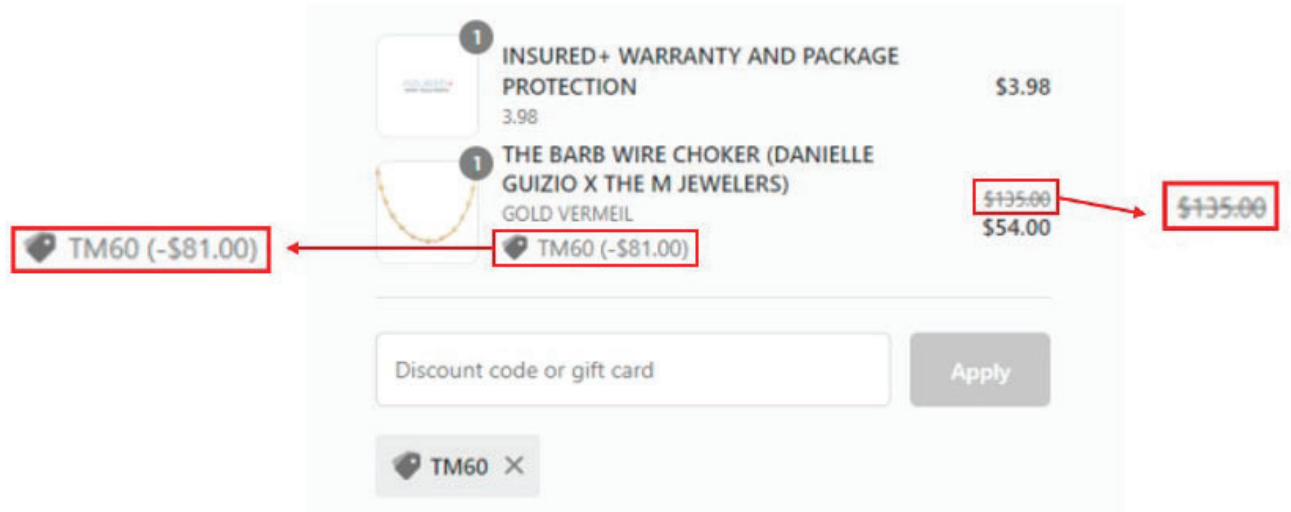 1
INSURED+ WARRANTY AND PACKAGE
PROTECTION
$3.98
3.98
1
THE BARB WIRE CHOKER (DANIELLE
GUIZIO X THE M JEWELERS)
$135.00
$135.00
GOLD VERMEIL
$54.00
TM60 (-$81.00)
TM60 (-$81.00)
Discount code or gift card
Apply
TM60 ×